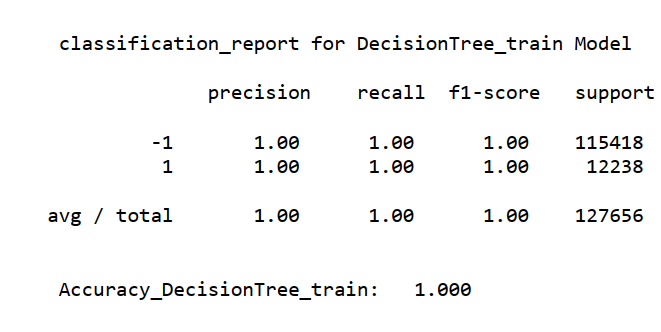 classification_report for DecisionTree_train Model
precision recall f1-score support
-1 1.00 1.00 1.00 115418
1 1.00 1.00 1.00 12238
avg / total 1.00 1.00 1.00 127656
Accuracy_DecisionTree_train: 1.000